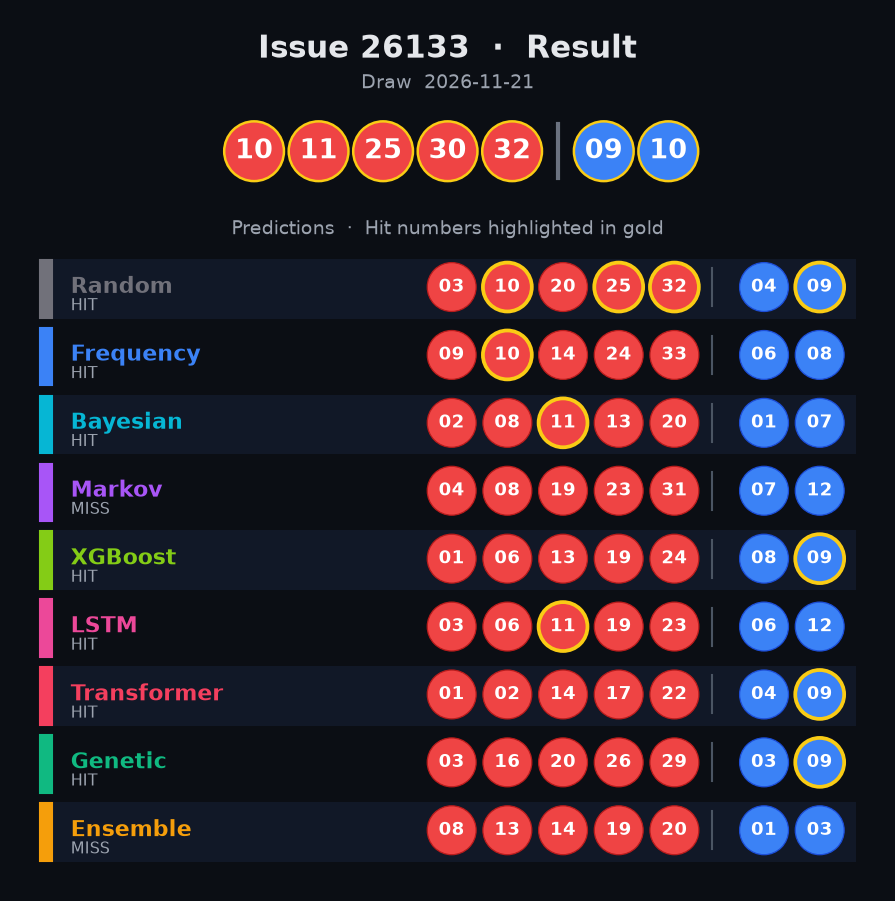 Issue 26133 · Result
Draw 2026-11-21
10 11 25 30 32 09 10
Predictions · Hit numbers highlighted in gold
Random 03 10 20 25 32 04 09
HIT
Frequency 09 10 14 24 33 06 08
HIT
Bayesian 02 08 11 13 20 01 07
HIT
Markov 04 08 19 23 31 07 12
MISS
XGBoost 01 06 13 19 24 08 09
HIT
LSTM 03 06 11 19 23 06 12
HIT
Transformer 01 02 14 17 22 04 09
HIT
Genetic 03 16 20 26 29 03 09
HIT
Ensemble 08 13 14 19 20 01 03
MISS